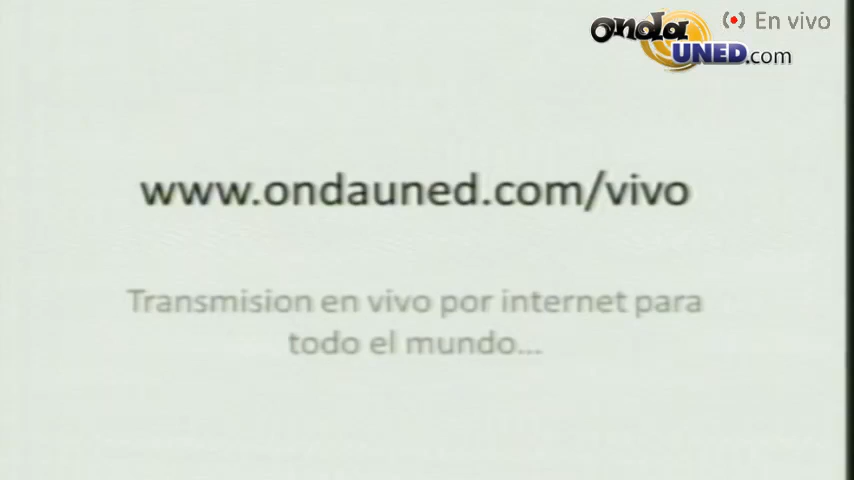 onda
UNED.com
En vivo
www.ondauned.com/vivo
Transmision en vivo por internet para
todo el mundo...